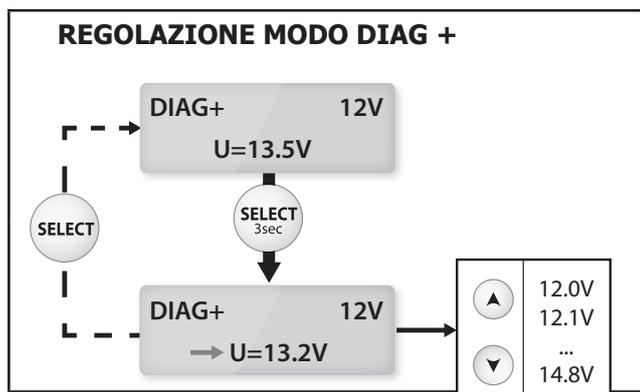 REGOLAZIONE MODO DIAG +
DIAG+ 12V
U=13.5V
SELECT
SELECT
3sec
DIAG+ 12V
U=13.2V
12.0V
12.1V
...
14.8V